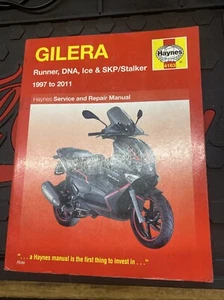 GILERA
Haynes
4163
Runner, DNA, Ice & SKP/Stalker
1997 to 2011
Haynes Service and Repair Manual
"... a Haynes manual is the first thing to invest in ..."